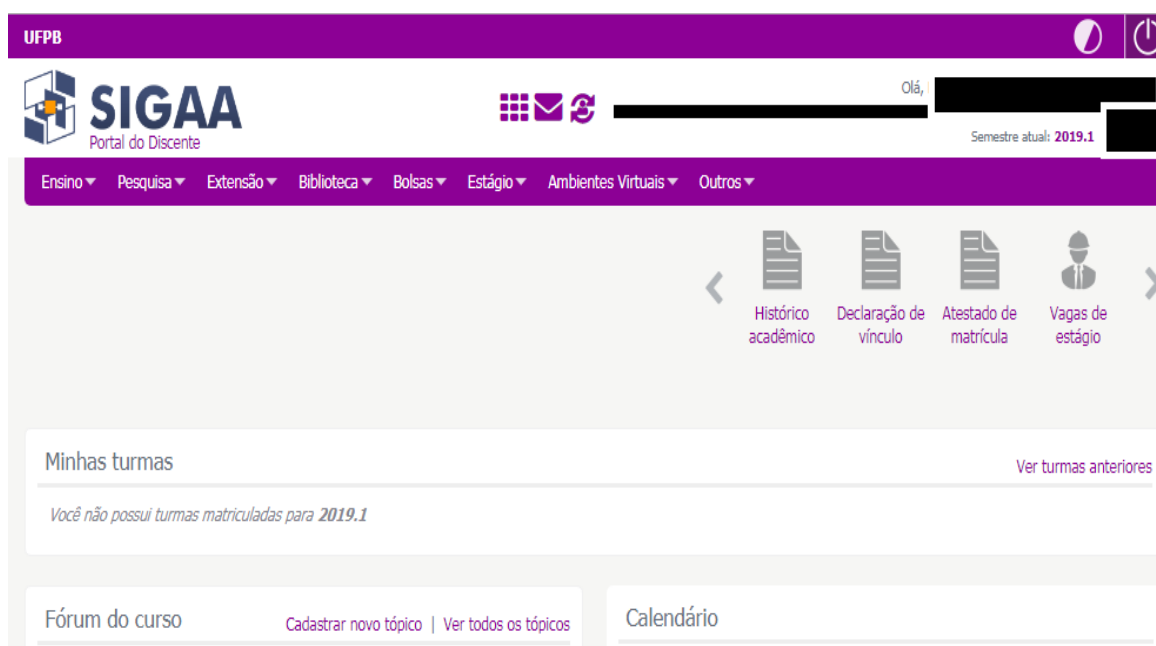 UFPB
SIGAA
Portal do Discente
Olá,
Semestre atual: 2019.1
Ensino Pesquisa Extensão Biblioteca Bolsas Estágio Ambientes Virtuais Outros
Histórico acadêmico
Declaração de vínculo
Atestado de matrícula
Vagas de estágio
Minhas turmas
Ver turmas anteriores
Você não possui turmas matriculadas para 2019.1
Fórum do curso
Cadastrar novo tópico | Ver todos os tópicos
Calendário